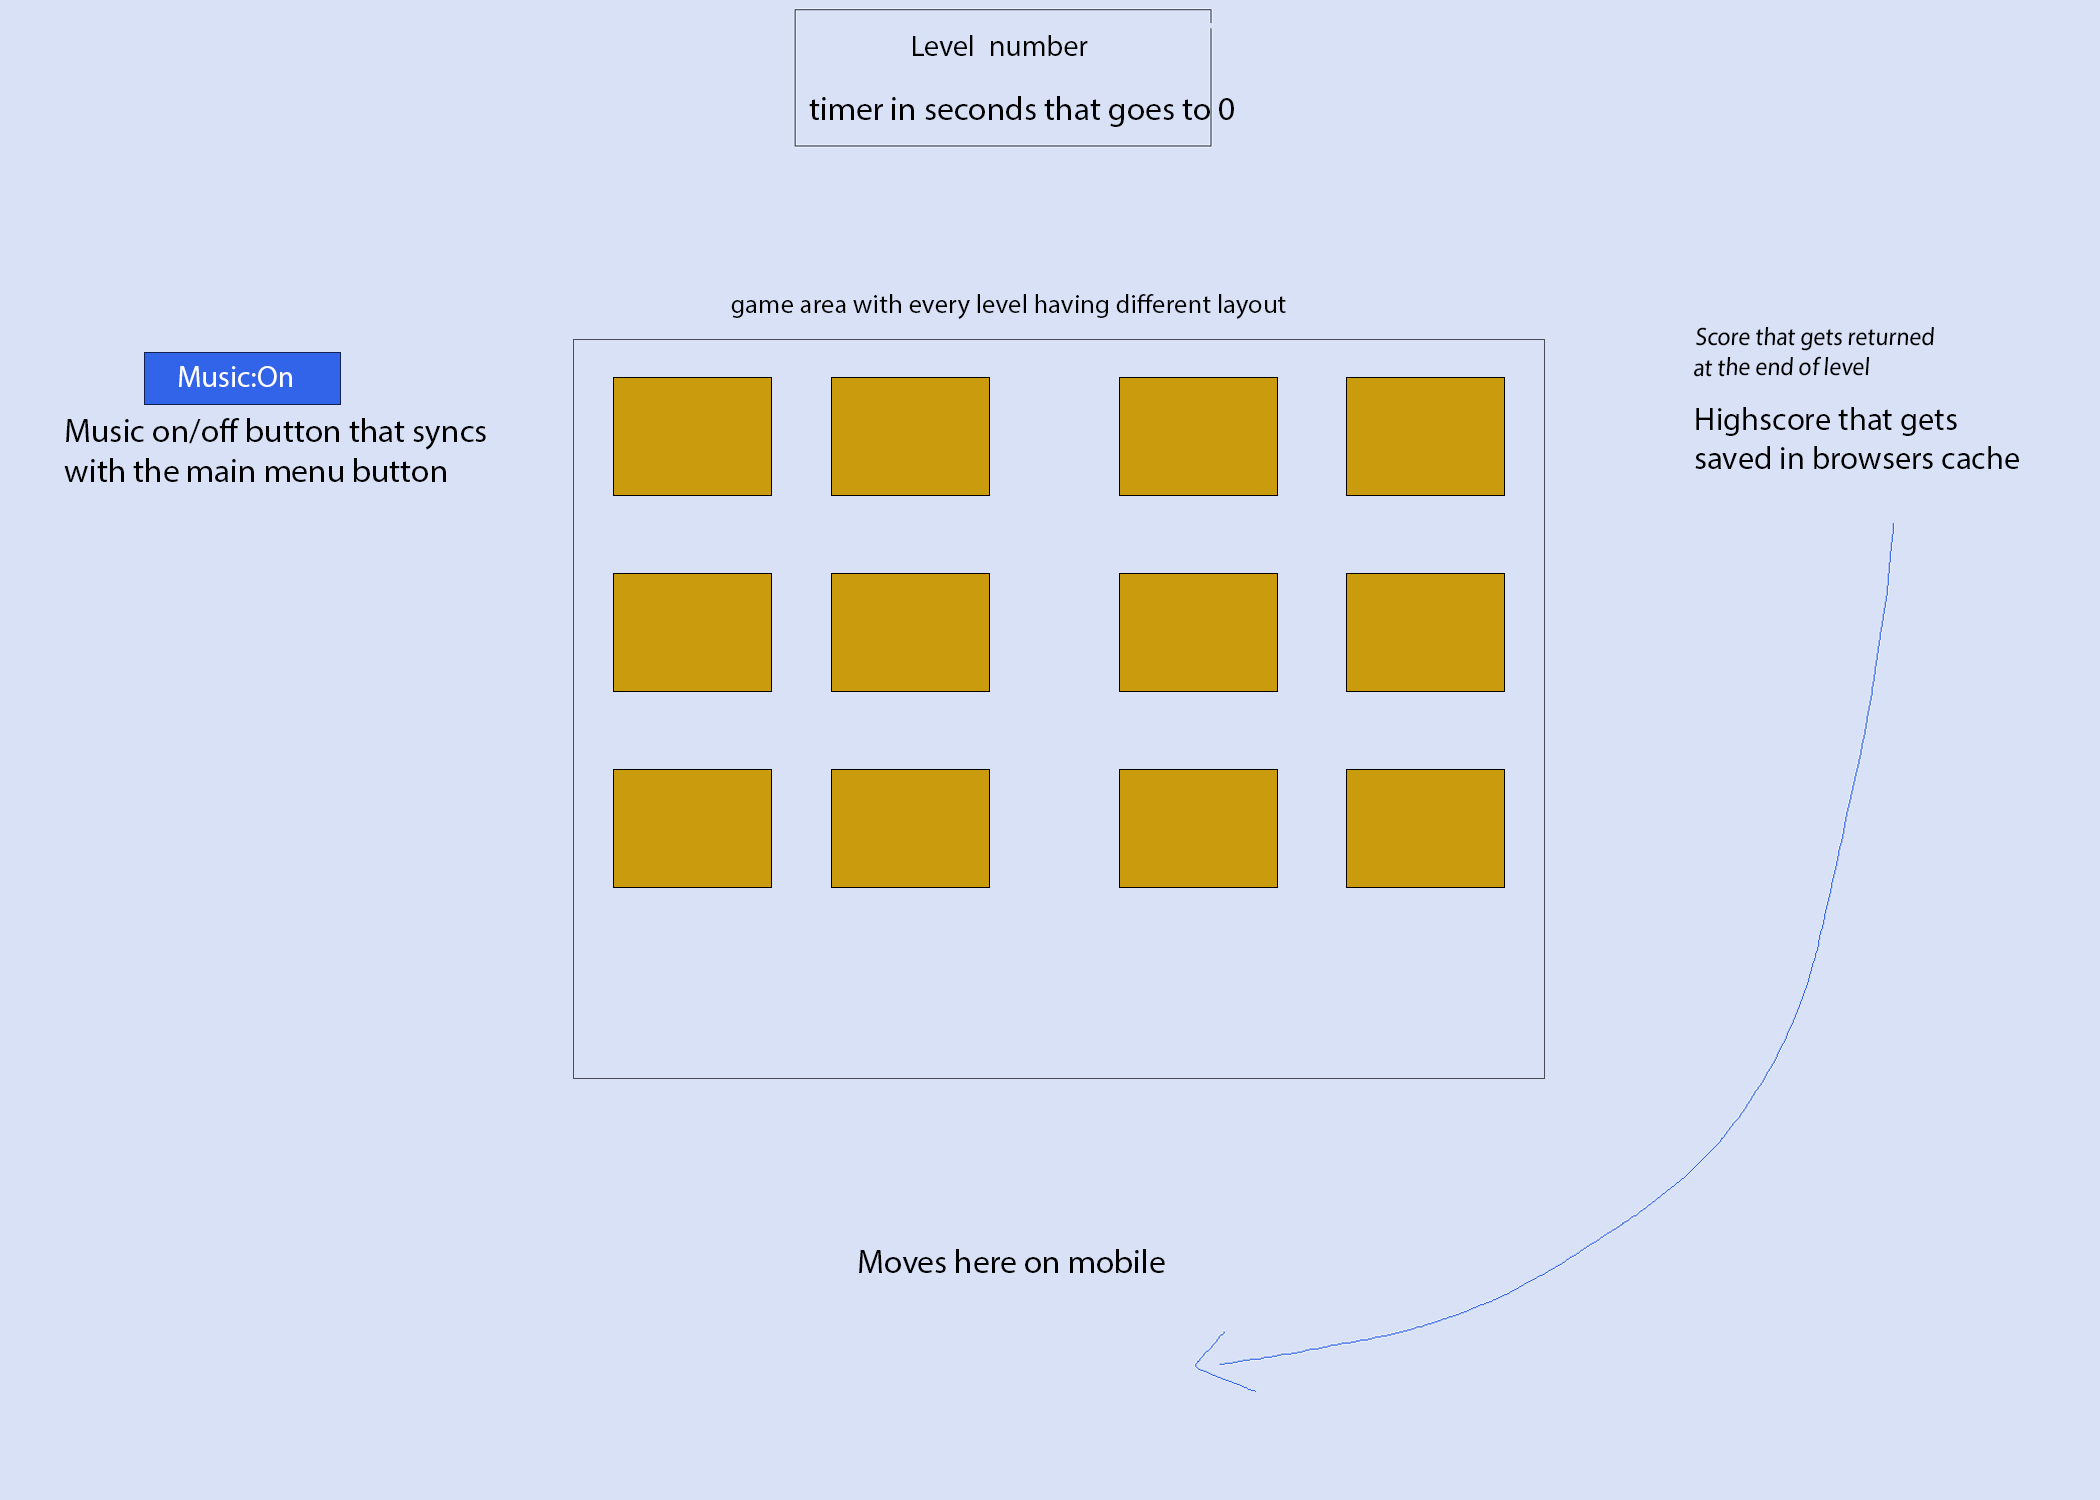 Level number
timer in seconds that goes to 0
game area with every level having different layout
Music:On
Music on/off button that syncs
with the main menu button
Score that gets returned
at the end of level
Highscore that gets
saved in browsers cache
Moves here on mobile